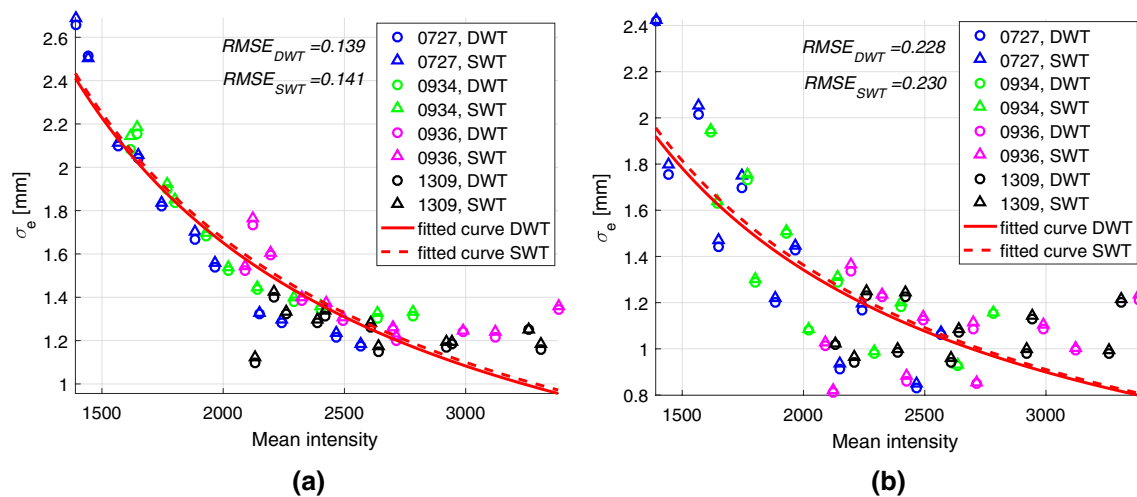 2.6
2.4
2.2
2
1.8
1.6
1.4
1.2
1
σe [mm]
1500
2000
2500
3000
Mean intensity
RMSEDWT =0.139
RMSESWT =0.141
0727, DWT
0727, SWT
0934, DWT
0934, SWT
0936, DWT
0936, SWT
1309, DWT
1309, SWT
fitted curve DWT
fitted curve SWT
(a)
2.4
2.2
2
1.8
1.6
1.4
1.2
1
0.8
σe [mm]
1500
2000
2500
3000
Mean intensity
RMSEDWT =0.228
RMSESWT =0.230
0727, DWT
0727, SWT
0934, DWT
0934, SWT
0936, DWT
0936, SWT
1309, DWT
1309, SWT
fitted curve DWT
fitted curve SWT
(b)